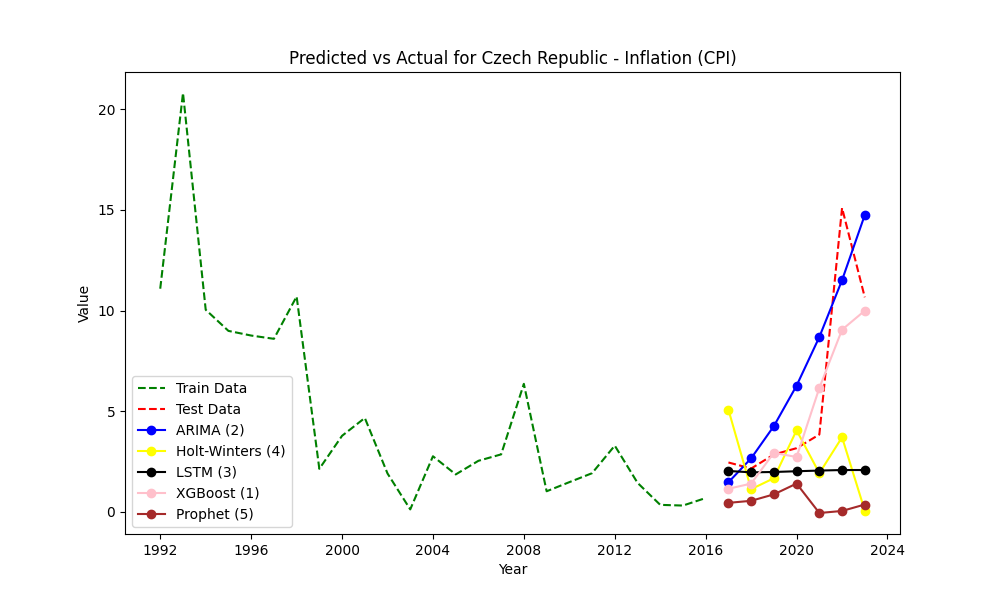 Predicted vs Actual for Czech Republic - Inflation (CPI)
Value
20
15
10
5
0
Train Data
Test Data
ARIMA (2)
Holt-Winters (4)
LSTM (3)
XGBoost (1)
Prophet (5)
1992 1996 2000 2004 2008 2012 2016 2020 2024
Year